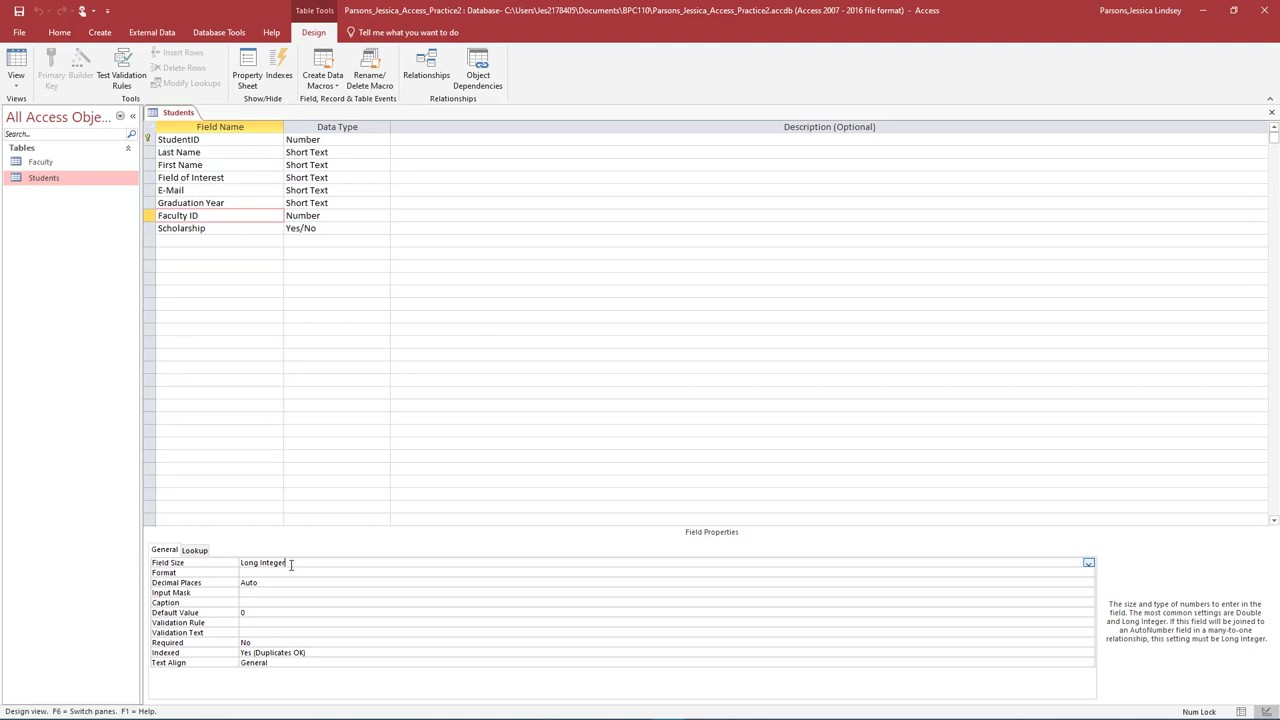 Table Tools
Parsons_Jessica_Access_Practice2 : Database- C:\Users\Jes2178405\Documents\BPC110\Parsons_Jessica_Access_Practice2.accdb (Access 2007 - 2016 file format) - Access
Parsons,Jessica Lindsey
File Home Create External Data Database Tools Help Design Tell me what you want to do
View
Primary Key
Builder
Test Validation Rules
Insert Rows
Delete Rows
Modify Lookups
Property Sheet
Indexes
Create Data Macros
Rename/ Delete Macro
Relationships
Object Dependencies
Views Tools Show/Hide Field, Record & Table Events Relationships
All Access Obje...
Search...
Tables
Faculty
Students
Students
Field Name Data Type Description (Optional)
StudentID Number
Last Name Short Text
First Name Short Text
Field of Interest Short Text
E-Mail Short Text
Graduation Year Short Text
Faculty ID Number
Scholarship Yes/No
Field Properties
General Lookup
Field Size Long Integer
Format
Decimal Places Auto
Input Mask
Caption
Default Value 0
Validation Rule
Validation Text
Required No
Indexed Yes (Duplicates OK)
Text Align General
The size and type of numbers to enter in the
field. The most common settings are Double
and Long Integer. If this field will be joined to
an AutoNumber field in a many-to-one
relationship, this setting must be Long Integer.
Design view. F6 = Switch panes. F1 = Help.
Num Lock